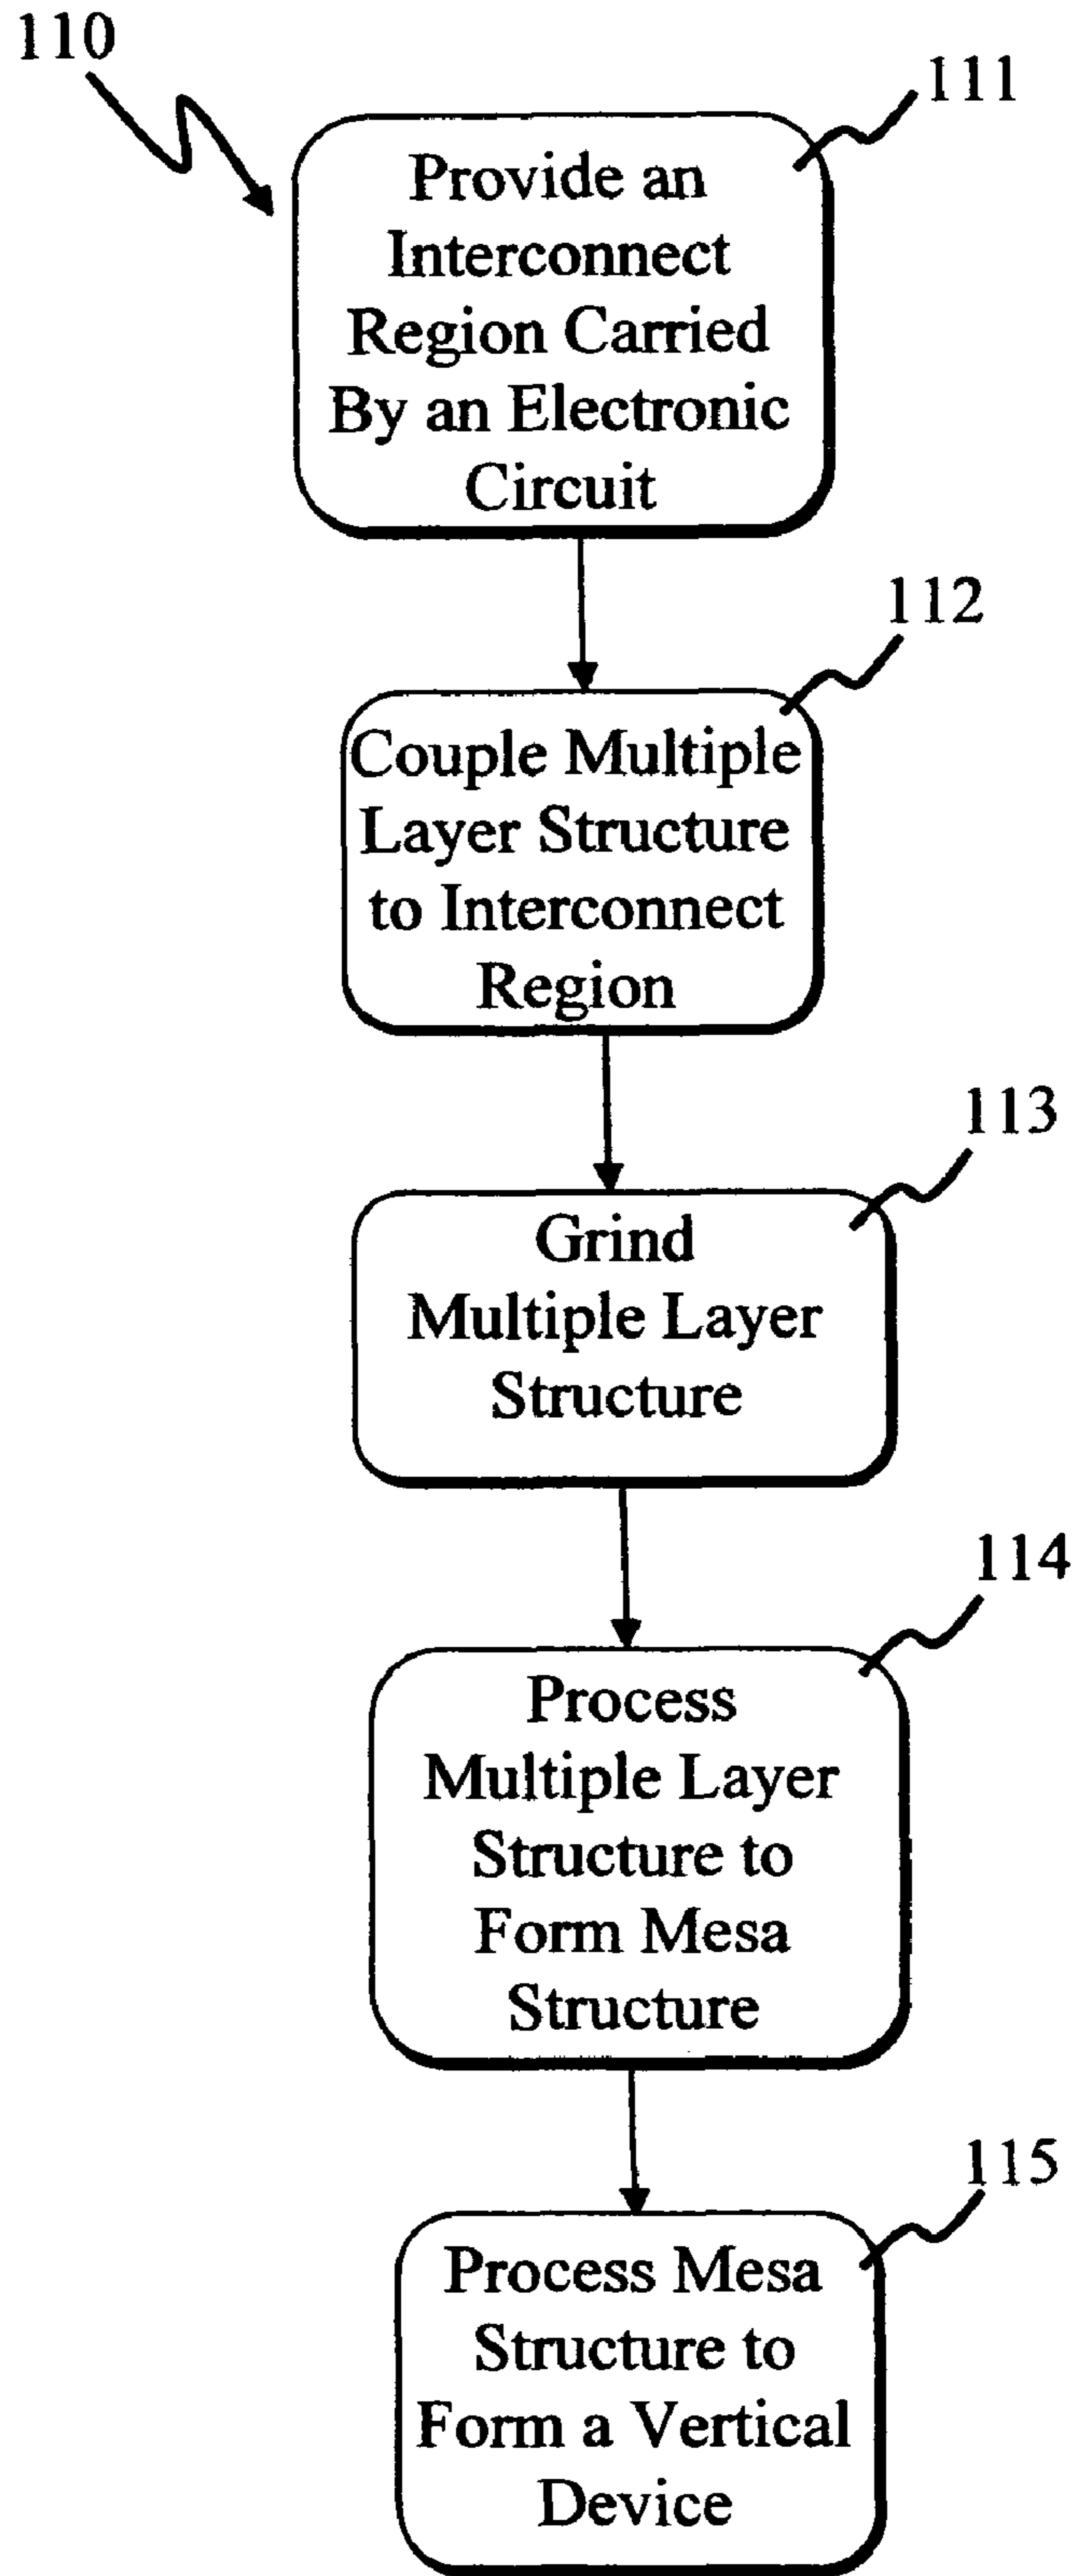 110
111
Provide an
Interconnect
Region Carried
By an Electronic
Circuit
112
Couple Multiple
Layer Structure
to Interconnect
Region
113
Grind
Multiple Layer
Structure
114
Process
Multiple Layer
Structure to
Form Mesa
Structure
115
Process Mesa
Structure to
Form a Vertical
Device